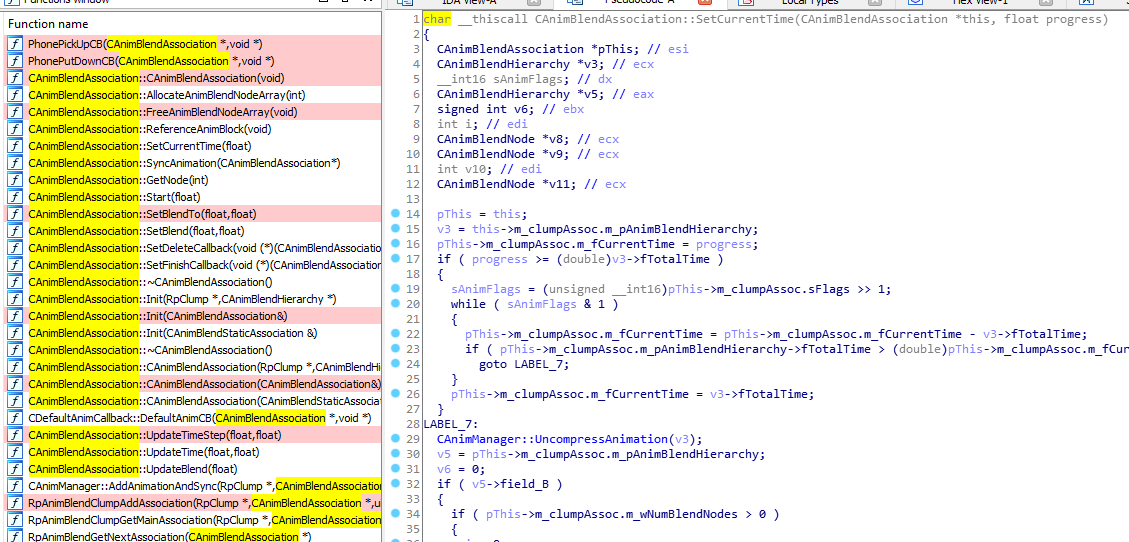 Functions window
IDA View-A
Pseudocode-A
Local Types
Hex View-1
Function name
f PhonePickUpCB(CAnimBlendAssociation *,void *)
f PhonePutDownCB(CAnimBlendAssociation *,void *)
f CAnimBlendAssociation::CAnimBlendAssociation(void)
f CAnimBlendAssociation::AllocateAnimBlendNodeArray(int)
f CAnimBlendAssociation::FreeAnimBlendNodeArray(void)
f CAnimBlendAssociation::ReferenceAnimBlock(void)
f CAnimBlendAssociation::SetCurrentTime(float)
f CAnimBlendAssociation::SyncAnimation(CAnimBlendAssociation*)
f CAnimBlendAssociation::GetNode(int)
f CAnimBlendAssociation::Start(float)
f CAnimBlendAssociation::SetBlendTo(float,float)
f CAnimBlendAssociation::SetBlend(float,float)
f CAnimBlendAssociation::SetDeleteCallback(void (*)(CAnimBlendAssociatio
f CAnimBlendAssociation::SetFinishCallback(void (*)(CAnimBlendAssociation
f CAnimBlendAssociation::~CAnimBlendAssociation()
f CAnimBlendAssociation::Init(RpClump *,CAnimBlendHierarchy *)
f CAnimBlendAssociation::Init(CAnimBlendAssociation&)
f CAnimBlendAssociation::Init(CAnimBlendStaticAssociation &)
f CAnimBlendAssociation::~CAnimBlendAssociation()
f CAnimBlendAssociation::CAnimBlendAssociation(RpClump *,CAnimBlendHi
f CAnimBlendAssociation::CAnimBlendAssociation(CAnimBlendAssociation&)
f CAnimBlendAssociation::CAnimBlendAssociation(CAnimBlendStaticAssocia
f CDefaultAnimCallback::DefaultAnimCB(CAnimBlendAssociation *,void *)
f CAnimBlendAssociation::UpdateTimeStep(float,float)
f CAnimBlendAssociation::UpdateTime(float,float)
f CAnimBlendAssociation::UpdateBlend(float)
f CAnimManager::AddAnimationAndSync(RpClump *,CAnimBlendAssociation
f RpAnimBlendClumpAddAssociation(RpClump *,CAnimBlendAssociation *,u
f RpAnimBlendClumpGetMainAssociation(RpClump *,CAnimBlendAssociation
f RpAnimBlendGetNextAssociation(CAnimBlendAssociation *)
1 char __thiscall CAnimBlendAssociation::SetCurrentTime(CAnimBlendAssociation *this, float progress)
2 {
3 CAnimBlendAssociation *pThis; // esi
4 CAnimBlendHierarchy *v3; // ecx
5 __int16 sAnimFlags; // dx
6 CAnimBlendHierarchy *v5; // eax
7 signed int v6; // ebx
8 int i; // edi
9 CAnimBlendNode *v8; // ecx
10 CAnimBlendNode *v9; // ecx
11 int v10; // edi
12 CAnimBlendNode *v11; // ecx
13
14 pThis = this;
15 v3 = this->m_clumpAssoc.m_pAnimBlendHierarchy;
16 pThis->m_clumpAssoc.m_fCurrentTime = progress;
17 if ( progress >= (double)v3->fTotalTime )
18 {
19 sAnimFlags = (unsigned __int16)pThis->m_clumpAssoc.sFlags >> 1;
20 while ( sAnimFlags & 1 )
21 {
22 pThis->m_clumpAssoc.m_fCurrentTime = pThis->m_clumpAssoc.m_fCurrentTime - v3->fTotalTime;
23 if ( pThis->m_clumpAssoc.m_pAnimBlendHierarchy->fTotalTime > (double)pThis->m_clumpAssoc.m_fCur
24 goto LABEL_7;
25 }
26 pThis->m_clumpAssoc.m_fCurrentTime = v3->fTotalTime;
27 }
28 LABEL_7:
29 CAnimManager::UncompressAnimation(v3);
30 v5 = pThis->m_clumpAssoc.m_pAnimBlendHierarchy;
31 v6 = 0;
32 if ( v5->field_B )
33 {
34 if ( pThis->m_clumpAssoc.m_wNumBlendNodes > 0 )
35 {